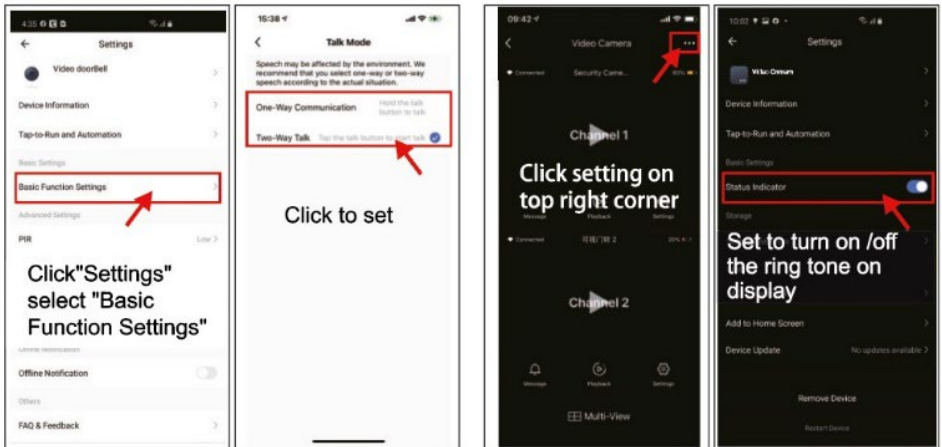 4:35
Settings
Video doorBell
Device Information
Tap-to-Run and Automation
Basic Settings
Basic Function Settings
Advanced Settings
PIR
Low
Click"Settings"
select "Basic
Function Settings"
Offline Notification
Others
FAQ & Feedback
15:38
Talk Mode
Speech may be affected by the environment. We
recommend that you select one-way or two-way
speech according to the actual situation.
One-Way Communication
Hold the talk
button to talk
Two-Way Talk
Tap the talk button to start talk
Click to set
09:42
Video Camera
Connected
Security Came...
Channel 1
Click setting on
top right corner
Message
Playback
Settings
Connected
可视门铃 2
20%
Channel 2
Message
Playback
Settings
Multi-View
10:02
Settings
Video Camera
Device Information
Tap-to-Run and Automation
Basic Settings
Status Indicator
Storage
Set to turn on /off
the ring tone on
display
Add to Home Screen
Device Update
No updates available
Remove Device
Restart Device